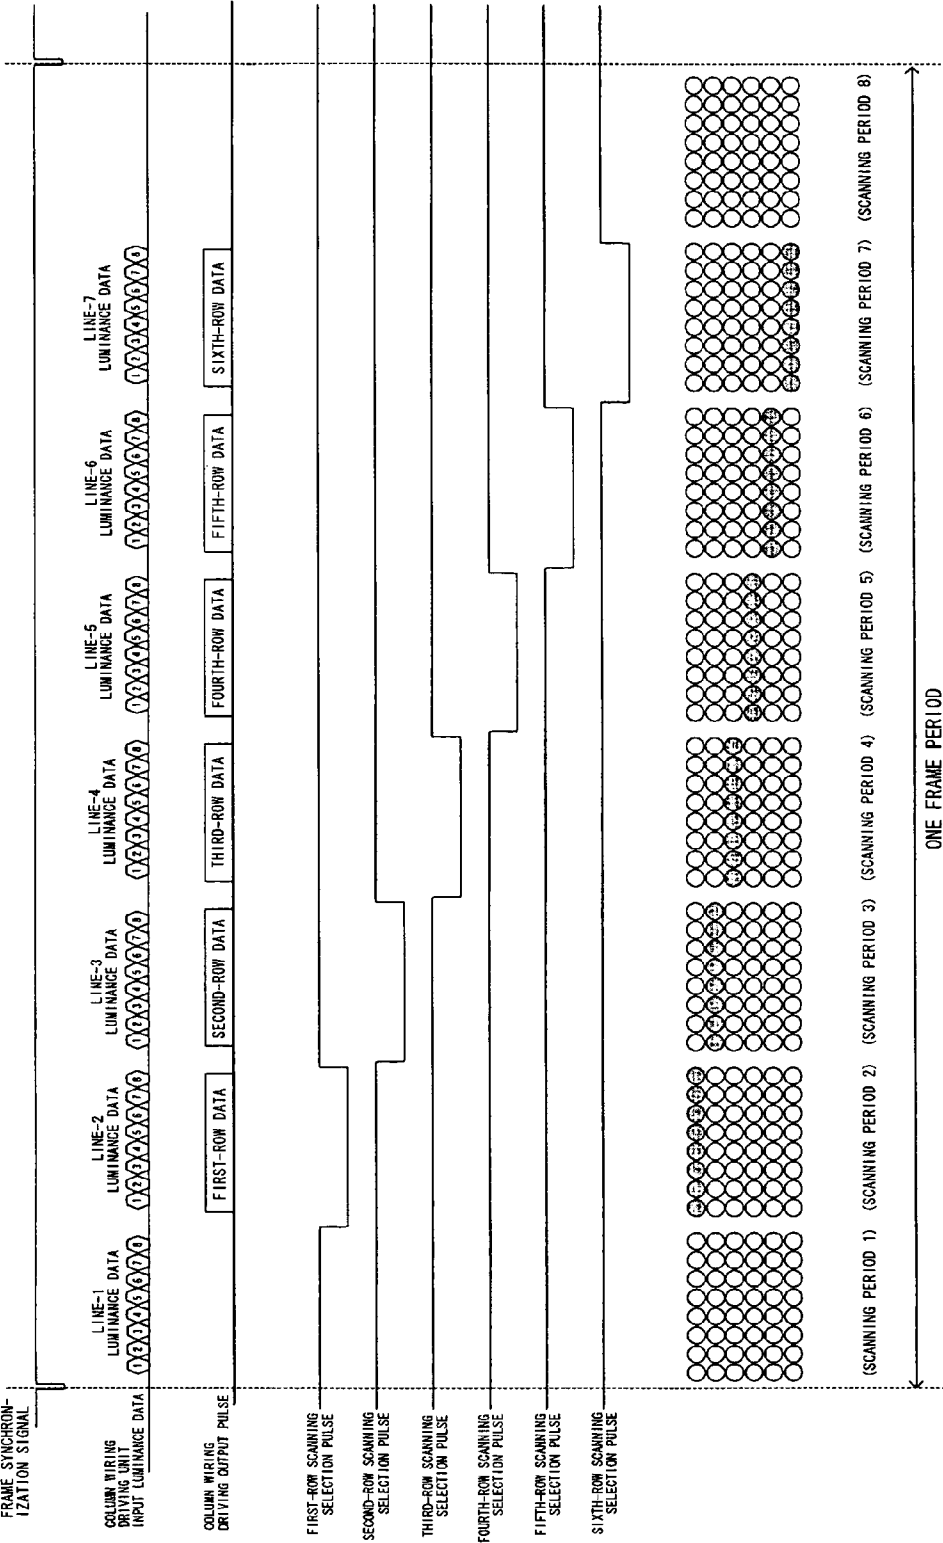 FRAME SYNCHRON-
IZATION SIGNAL
COLUMN WIRING
DRIVING UNIT
INPUT LUMINANCE DATA
LINE-1
LUMINANCE DATA
1 2 3 4 5 6 7 8
LINE-2
LUMINANCE DATA
1 2 3 4 5 6 7 8
LINE-3
LUMINANCE DATA
1 2 3 4 5 6 7 8
LINE-4
LUMINANCE DATA
1 2 3 4 5 6 7 8
LINE-5
LUMINANCE DATA
1 2 3 4 5 6 7 8
LINE-6
LUMINANCE DATA
1 2 3 4 5 6 7 8
LINE-7
LUMINANCE DATA
1 2 3 4 5 6 7 8
COLUMN WIRING
DRIVING OUTPUT PULSE
FIRST-ROW DATA
SECOND-ROW DATA
THIRD-ROW DATA
FOURTH-ROW DATA
FIFTH-ROW DATA
SIXTH-ROW DATA
FIRST-ROW SCANNING
SELECTION PULSE
SECOND-ROW SCANNING
SELECTION PULSE
THIRD-ROW SCANNING
SELECTION PULSE
FOURTH-ROW SCANNING
SELECTION PULSE
FIFTH-ROW SCANNING
SELECTION PULSE
SIXTH-ROW SCANNING
SELECTION PULSE
(SCANNING PERIOD 1)
(SCANNING PERIOD 2)
(SCANNING PERIOD 3)
(SCANNING PERIOD 4)
(SCANNING PERIOD 5)
(SCANNING PERIOD 6)
(SCANNING PERIOD 7)
(SCANNING PERIOD 8)
ONE FRAME PERIOD